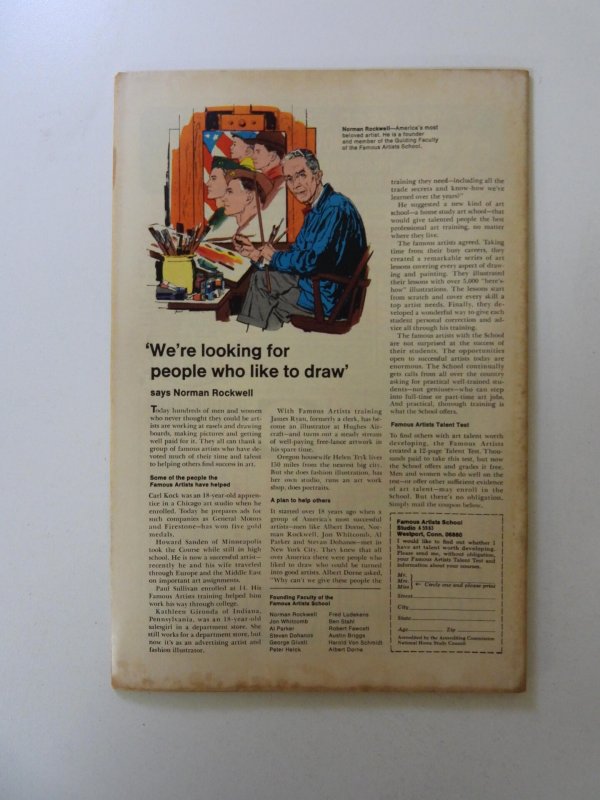 Norman Rockwell—America's most
beloved artist. He is a founder
and member of the Guiding Faculty
of the Famous Artists School.
'We're looking for
people who like to draw'
says Norman Rockwell
Today hundreds of men and women
who never thought they could be art-
ists are working at easels and drawing
boards, making pictures and getting
well paid for it. They all can thank a
group of famous artists who have de-
voted much of their time and talent
to helping others find success in art.
Some of the people the
Famous Artists have helped
Carl Kock was an 18-year-old appren-
tice in a Chicago art studio when he
enrolled. Today he prepares ads for
such companies as General Motors
and Firestone—has won five gold
medals.
Howard Sanden of Minneapolis
took the Course while still in high
school. He is now a successful artist—
recently he and his wife traveled
through Europe and the Middle East
on important art assignments.
Paul Sullivan enrolled at 14. His
Famous Artists training helped him
work his way through college.
Kathleen Gironda of Indiana,
Pennsylvania, was an 18-year-old
salesgirl in a department store. She
still works for a department store, but
now it's as an advertising artist and
fashion illustrator.
With Famous Artists training
James Ryan, formerly a clerk, has be-
come an illustrator at Hughes Air-
craft—and turns out a steady stream
of well-paying free-lance artwork in
his spare time.
Oregon housewife Helen Teyk lives
150 miles from the nearest big city.
But she does fashion illustration, has
her own studio, runs an art work
shop, does portraits.
A plan to help others
It started over 18 years ago when a
group of America's most successful
artists—men like Albert Dorne, Nor-
man Rockwell, Jon Whitcomb, Al
Parker and Stevan Dohanos—met in
New York City. They knew that all
over America there were people who
liked to draw who could be turned
into good artists. Albert Dorne asked,
"Why can't we give these people the
Founding Faculty of the
Famous Artists School
Norman Rockwell
Jon Whitcomb
Al Parker
Stevan Dohanos
George Giusti
Peter Helck
Fred Ludekens
Ben Stahl
Robert Fawcett
Austin Briggs
Harold Von Schmidt
Albert Dorne
training they need—including all the
trade secrets and know-how we've
learned over the years?"
He suggested a new kind of art
school—a home study art school—that
would give talented people the best
professional art training, no matter
where they live.
The famous artists agreed. Taking
time from their busy careers, they
created a remarkable series of art
lessons covering every aspect of draw-
ing and painting. They illustrated
their lessons with over 5,000 "here's-
how" illustrations. The lessons start
from scratch and cover every skill a
top artist needs. Finally, they de-
veloped a wonderful way to give each
student personal correction and ad-
vice all through his training.
The famous artists with the School
are not surprised at the success of
their students. The opportunities
open to successful artists today are
enormous. The School continually
gets calls from all over the country
asking for practical well-trained stu-
dents—not geniuses—who can step
into full-time or part-time art jobs.
And practical, thorough training is
what the School offers.
Famous Artists Talent Test
To find others with art talent worth
developing, the Famous Artists
created a 12-page Talent Test. Thou-
sands paid to take this test, but now
the School offers and grades it free.
Men and women who do well on the
test—or offer other sufficient evidence
of art talent—may enroll in the
School. But there's no obligation.
Simply mail the coupon below.
Famous Artists School
Studio
Westport, Conn. 06880
I would like to find out whether I
have art talent worth developing.
Please send me, without obligation,
your Famous Artists Talent Test and
information about your courses.
Mr.
Mrs.
Miss
Circle one and please print
Street
City
State
Age
Zip
Accredited by the Accrediting Commission
National Home Study Council